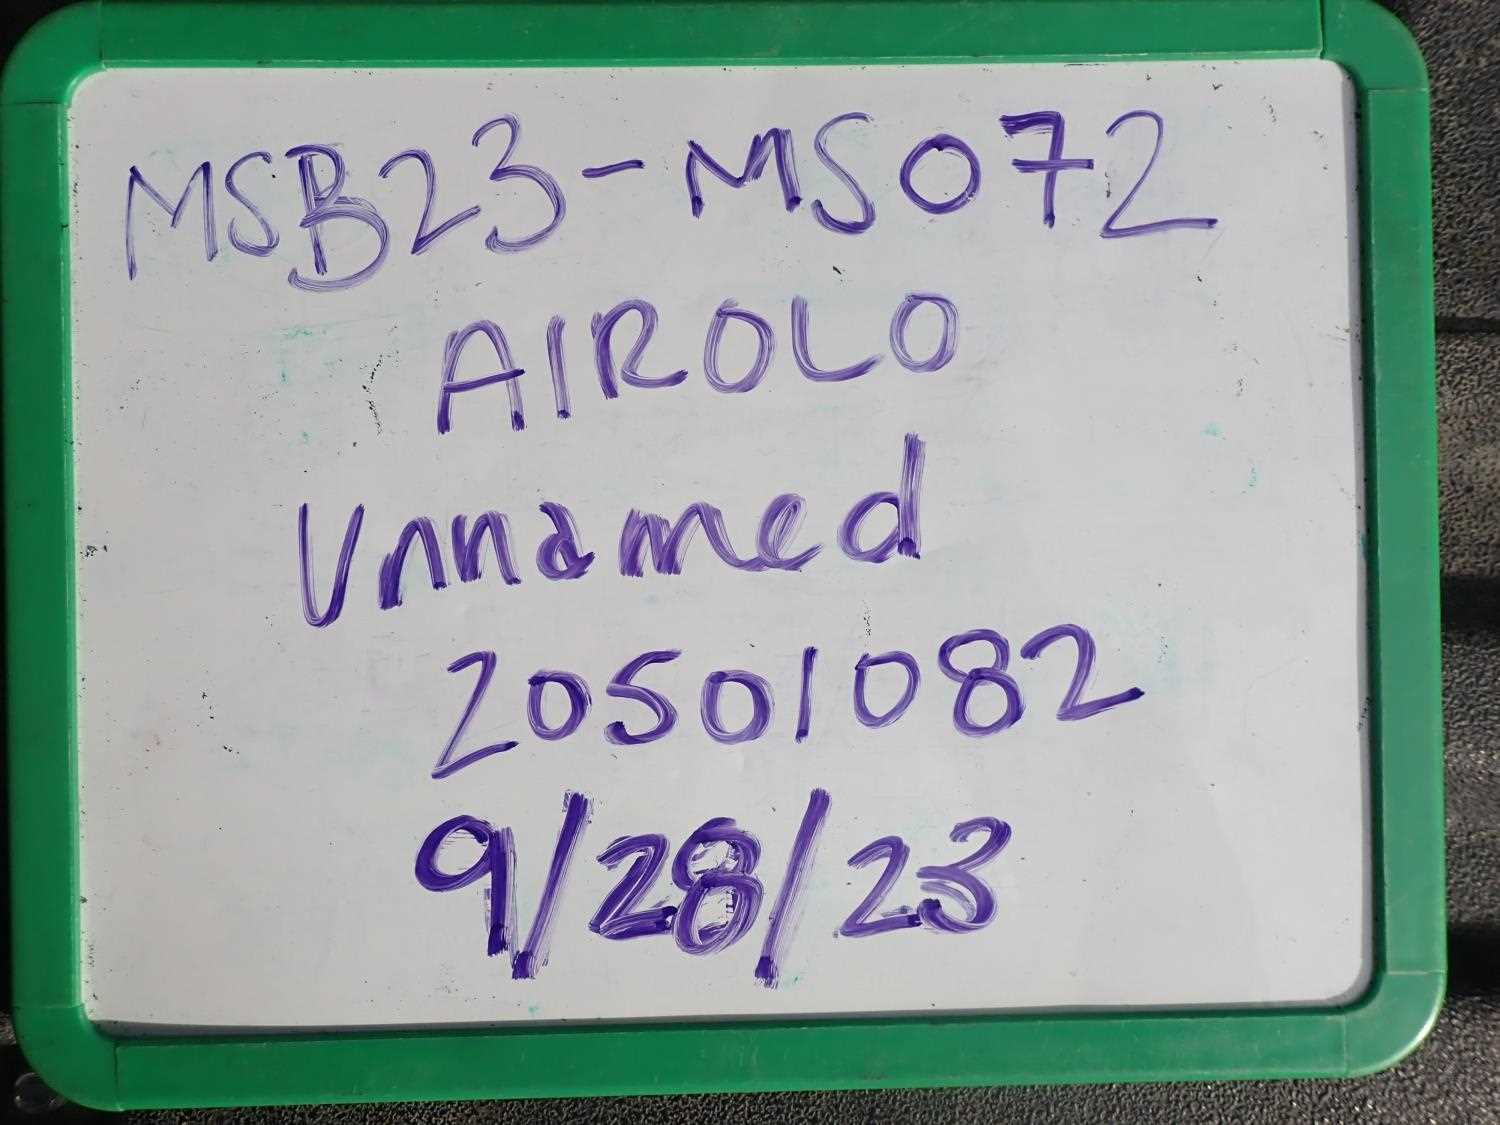 MSB23-MS072
AIROLO
Unnamed
20501082
9/28/23